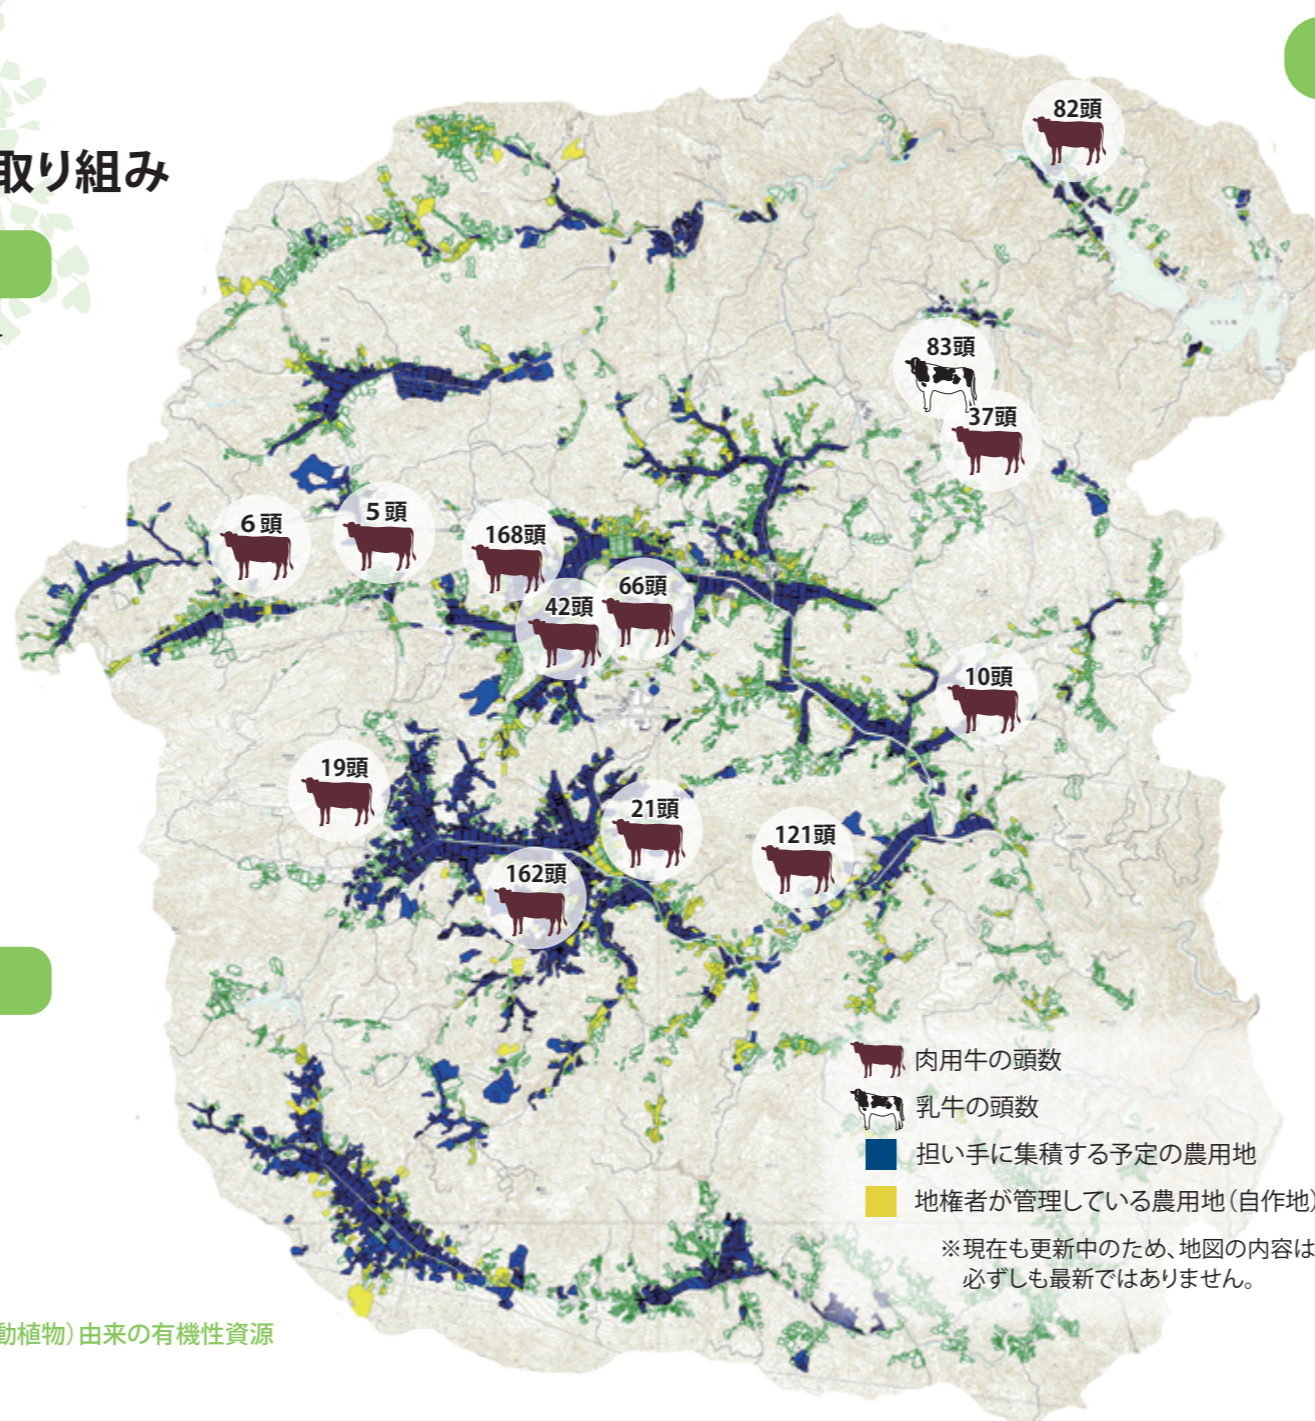 取り組み
82頭
83頭
37頭
6頭
5頭
168頭
42頭
66頭
10頭
19頭
21頭
121頭
162頭
肉用牛の頭数
乳牛の頭数
担い手に集積する予定の農用地
地権者が管理している農用地(自作地)
※現在も更新中のため、地図の内容は
必ずしも最新ではありません。
動植物)由来の有機性資源